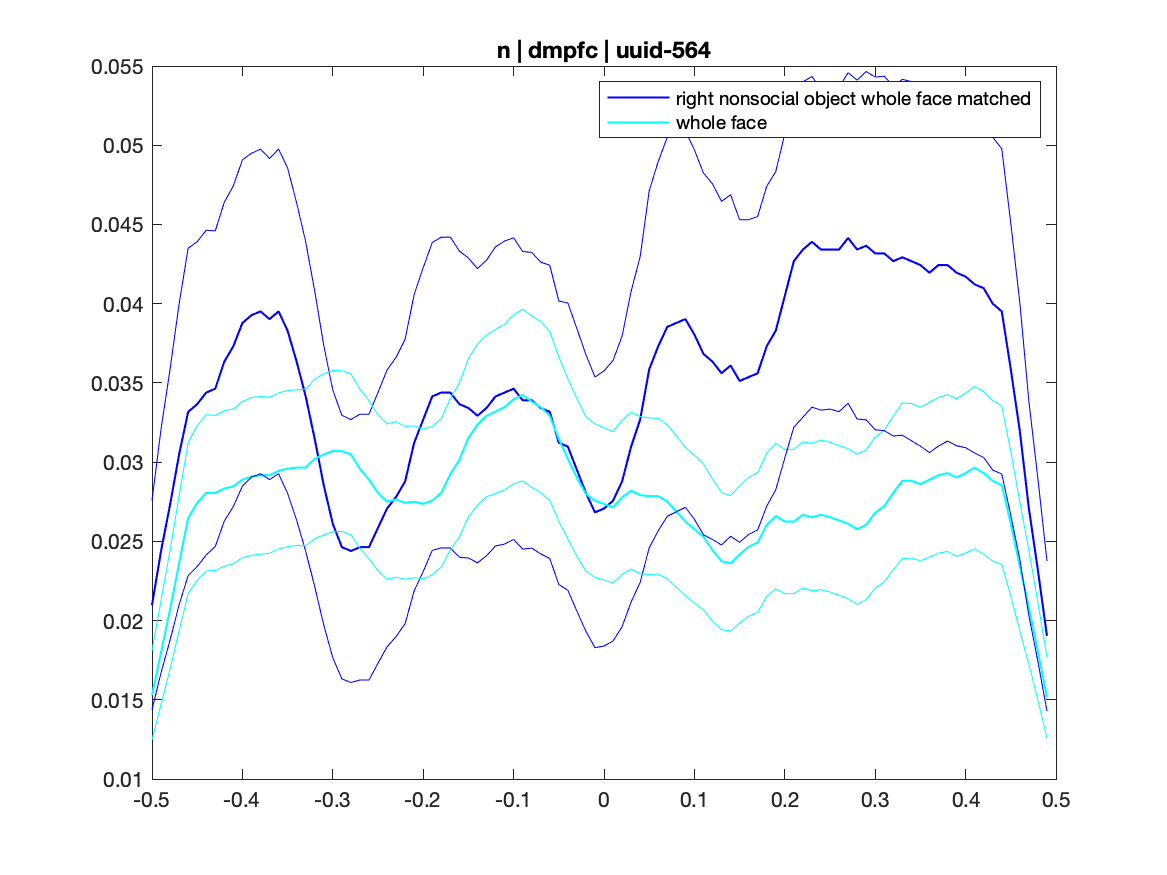 n | dmpfc | uuid-564
0.055
right nonsocial object whole face matched
whole face
0.05
0.045
0.04
0.035
0.03
0.025
0.02
0.015
0.01
-0.5 -0.4 -0.3 -0.2 -0.1 0 0.1 0.2 0.3 0.4 0.5